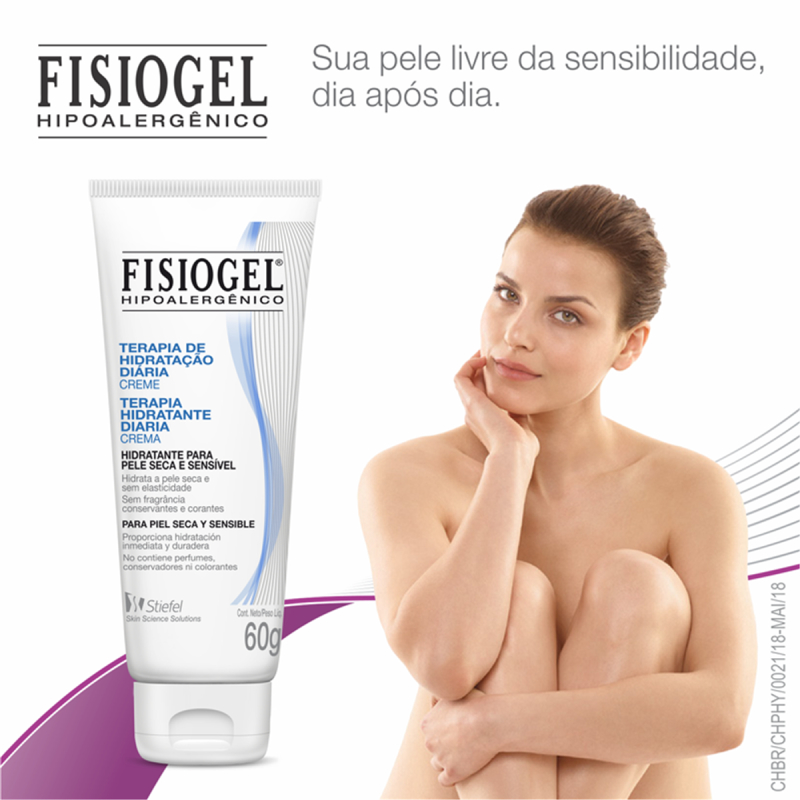 FISIOGEL
HIPOALERGÊNICO
Sua pele livre da sensibilidade,
dia após dia.
FISIOGEL®
HIPOALERGÊNICO
TERAPIA DE
HIDRATAÇÃO
DIÁRIA
CREME
TERAPIA
HIDRATANTE
DIARIA
CREMA
HIDRATANTE PARA
PELE SECA E SENSÍVEL
Hidrata a pele seca e
sem elasticidade
Sem fragrância
conservantes e corantes
PARA PIEL SECA Y SENSIBLE
Proporciona hidratación
inmediata y duradera
No contiene perfumes,
conservadores ni colorantes
Stiefel
Skin Science Solutions
Cont. Neto/Peso
60g
CHBR/CHPHY/0021/18-MAI/18